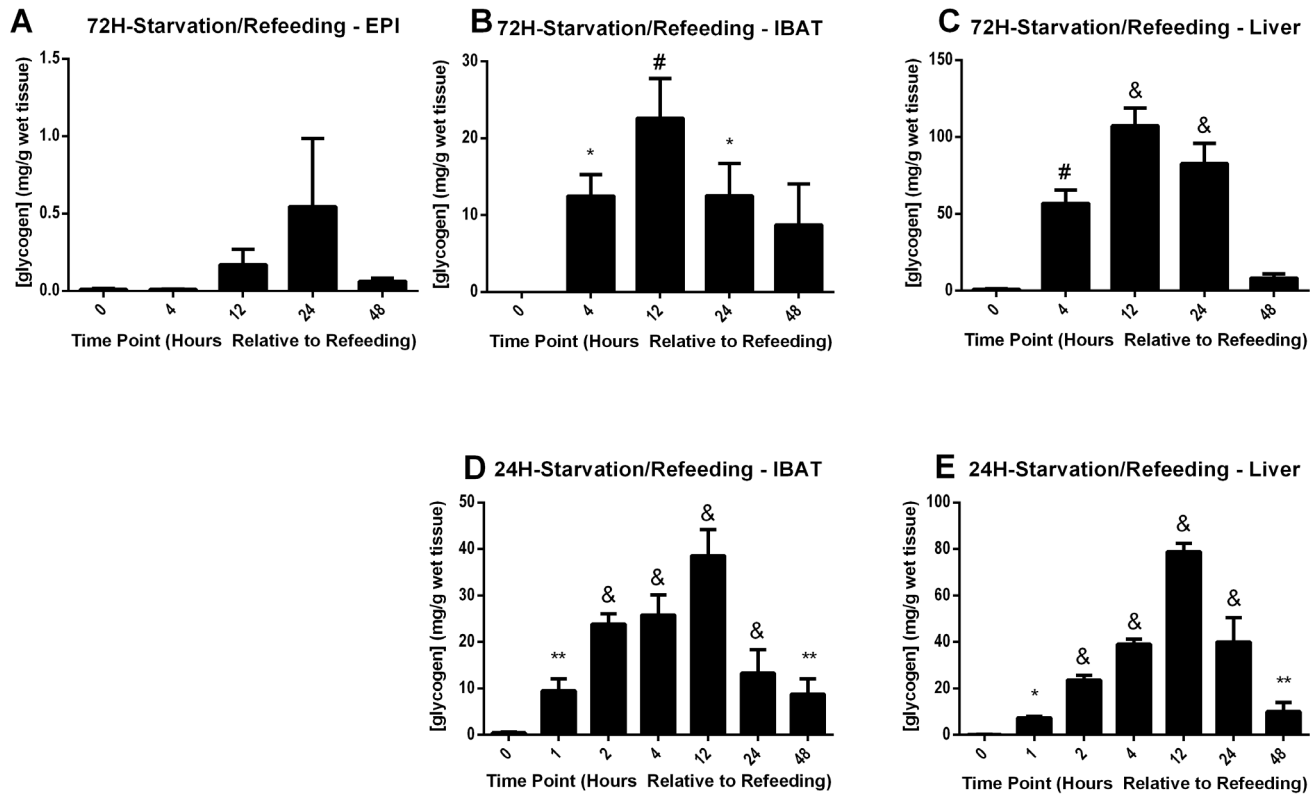 A 72H-Starvation/Refeeding - EPI
[glycogen] (mg/g wet tissue)
1.5
1.0
0.5
0.0
0 4 12 24 48
Time Point (Hours Relative to Refeeding)
B 72H-Starvation/Refeeding - IBAT
[glycogen] (mg/g wet tissue)
30
20
10
0
* # *
0 4 12 24 48
Time Point (Hours Relative to Refeeding)
C 72H-Starvation/Refeeding - Liver
[glycogen] (mg/g wet tissue)
150
100
50
0
# & &
0 4 12 24 48
Time Point (Hours Relative to Refeeding)
D 24H-Starvation/Refeeding - IBAT
[glycogen] (mg/g wet tissue)
50
40
30
20
10
0
** & & & & **
0 1 2 4 12 24 48
Time Point (Hours Relative to Refeeding)
E 24H-Starvation/Refeeding - Liver
[glycogen] (mg/g wet tissue)
100
80
60
40
20
0
* & & & & **
0 1 2 4 12 24 48
Time Point (Hours Relative to Refeeding)